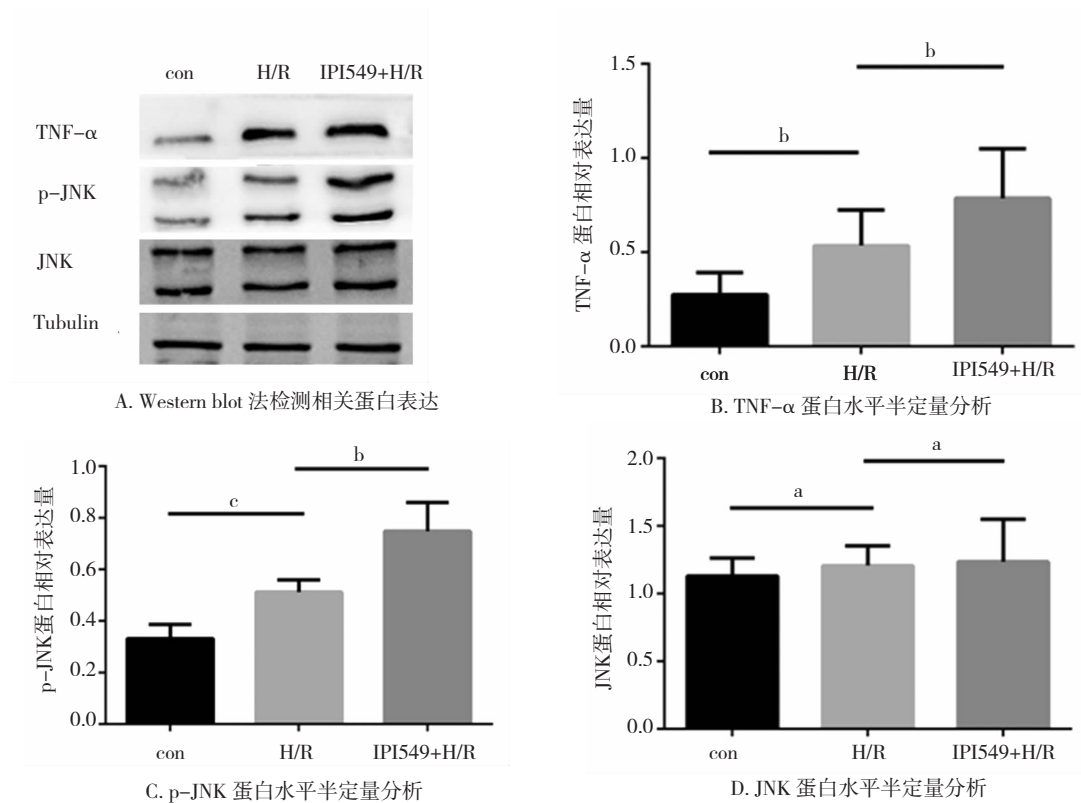 con H/R IPI549+H/R
TNF-α
p-JNK
JNK
Tubulin
A. Western blot 法检测相关蛋白表达
b
b
1.5
1.0
0.5
0.0
TNF-α 蛋白相对表达量
con H/R IPI549+H/R
B. TNF-α 蛋白水平半定量分析
b
c
1.0
0.8
0.6
0.4
0.2
0.0
p-JNK蛋白相对表达量
con H/R IPI549+H/R
C. p-JNK 蛋白水平半定量分析
a
a
2.0
1.5
1.0
0.5
0.0
JNK蛋白相对表达量
con H/R IPI549+H/R
D. JNK 蛋白水平半定量分析